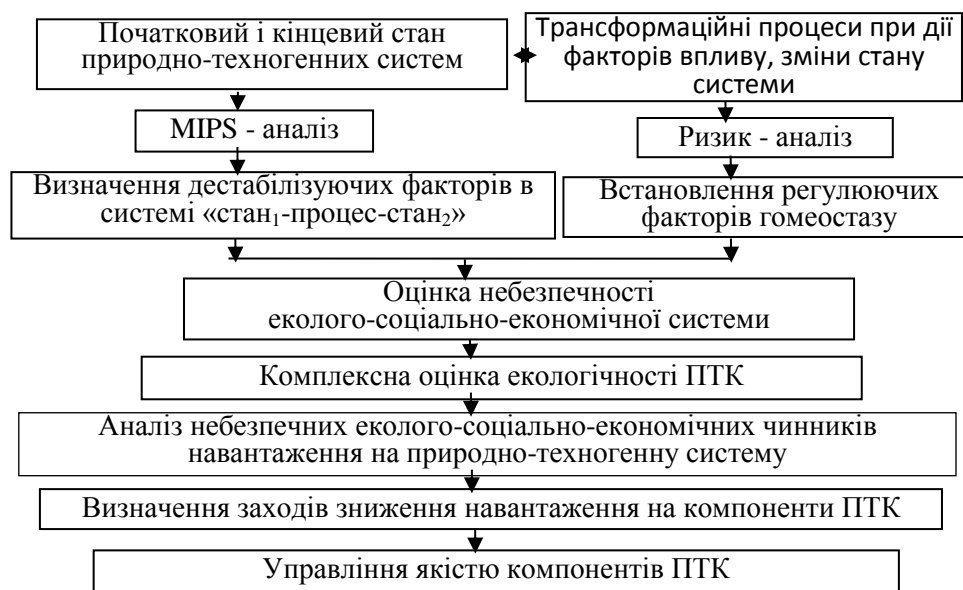 Початковий і кінцевий стан
природно-техногенних систем
Трансформаційні процеси при дії
факторів впливу, зміни стану
системи
MIPS - аналіз
Ризик - аналіз
Визначення дестабілізуючих факторів в
системі «стан₁-процес-стан₂»
Встановлення регулюючих
факторів гомеостазу
Оцінка небезпечності
еколого-соціально-економічної системи
Комплексна оцінка екологічності ПТК
Аналіз небезпечних еколого-соціально-економічних чинників
навантаження на природно-техногенну систему
Визначення заходів зниження навантаження на компоненти ПТК
Управління якістю компонентів ПТК